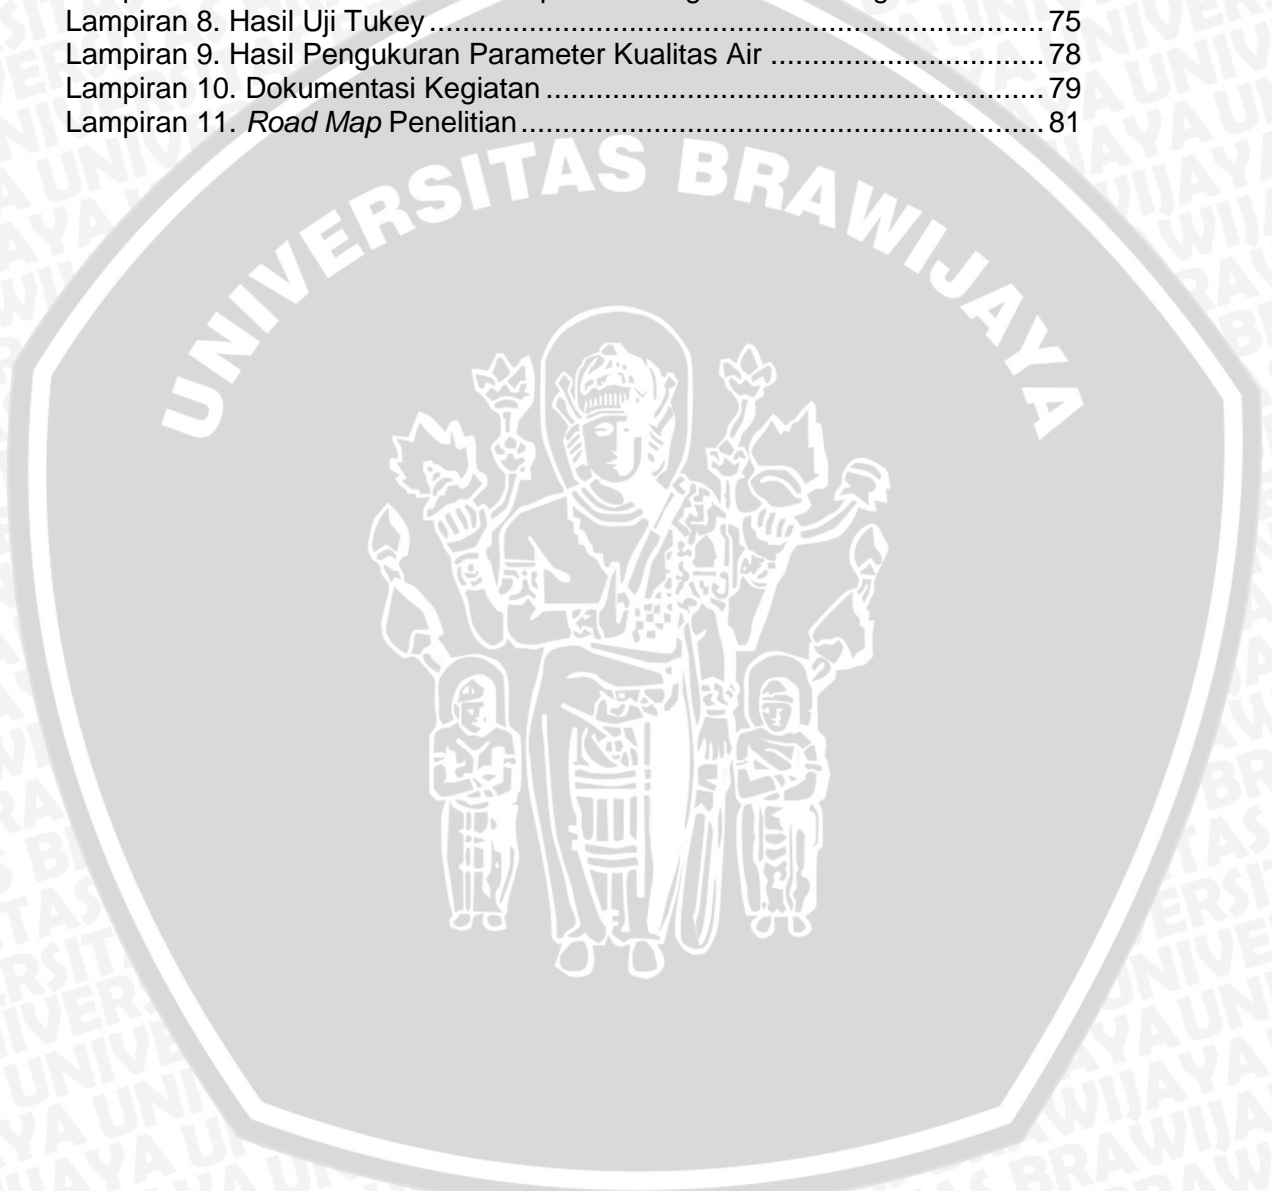 Lampiran 8. Hasil Uji Tukey........................................................................... 75
Lampiran 9. Hasil Pengukuran Parameter Kualitas Air ................................. 78
Lampiran 10. Dokumentasi Kegiatan ............................................................. 79
Lampiran 11. Road Map Penelitian................................................................ 81
UNIVERSITAS BRAWIJAYA